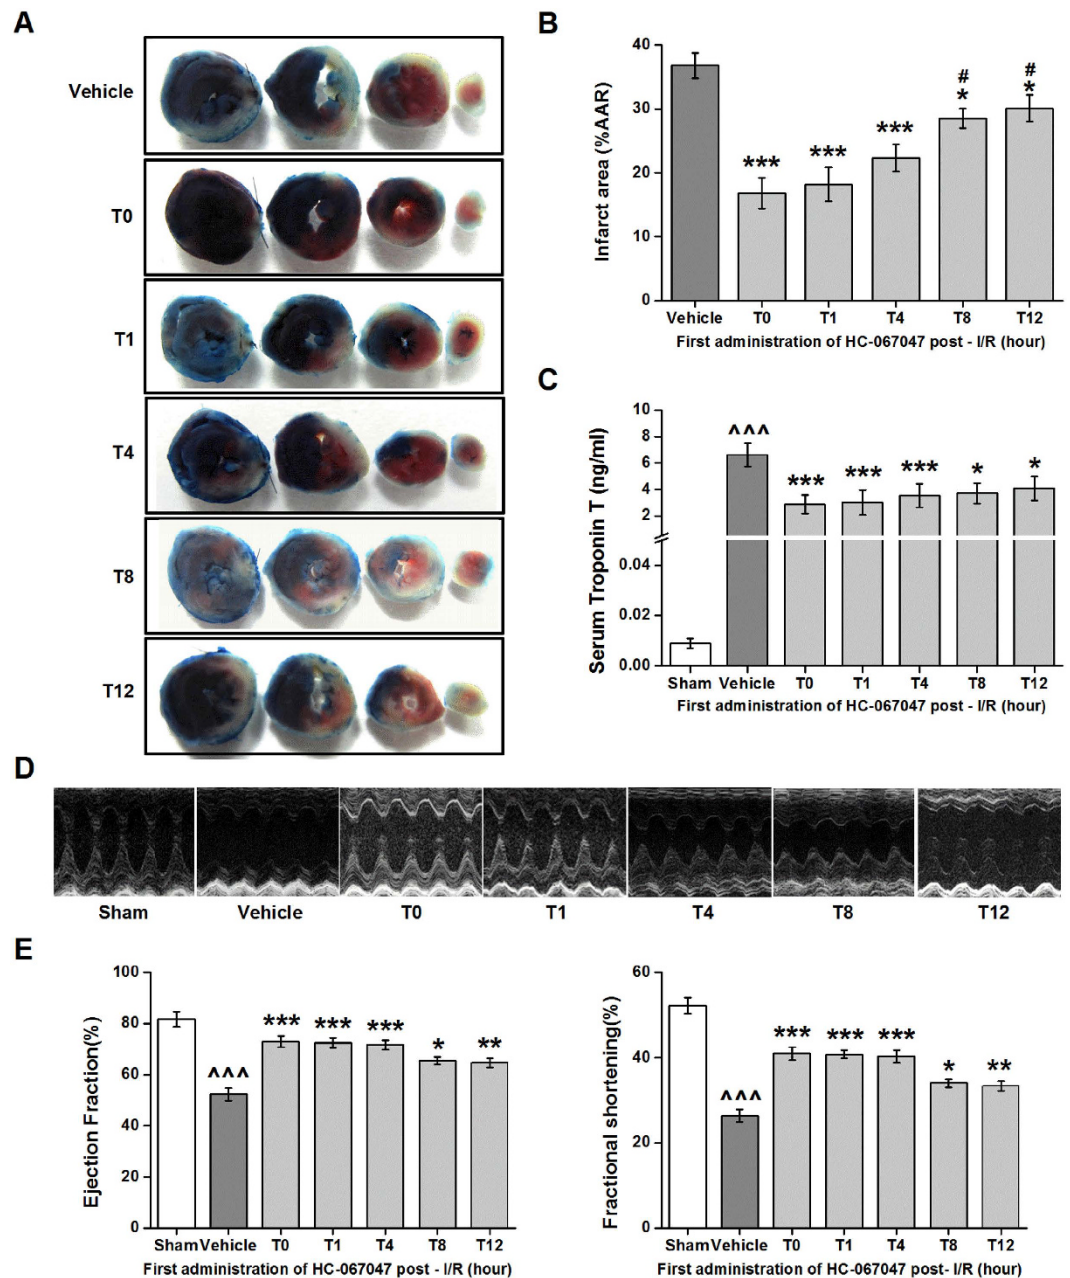 A
Vehicle
T0
T1
T4
T8
T12
B
Infarct area (%AAR)
40
30
20
10
0
***
***
***
#
*
#
*
Vehicle T0 T1 T4 T8 T12
First administration of HC-067047 post - I/R (hour)
C
Serum Troponin T (ng/ml)
10
8
6
4
2
0.04
0.02
0.00
^^^
***
***
***
*
*
Sham Vehicle T0 T1 T4 T8 T12
First administration of HC-067047 post - I/R (hour)
D
Sham Vehicle T0 T1 T4 T8 T12
E
Ejection Fraction(%)
100
80
60
40
20
0
^^^
***
***
***
*
**
Sham Vehicle T0 T1 T4 T8 T12
First administration of HC-067047 post - I/R (hour)
Fractional shortening(%)
60
40
20
0
^^^
***
***
***
*
**
Sham Vehicle T0 T1 T4 T8 T12
First administration of HC-067047 post- I/R (hour)